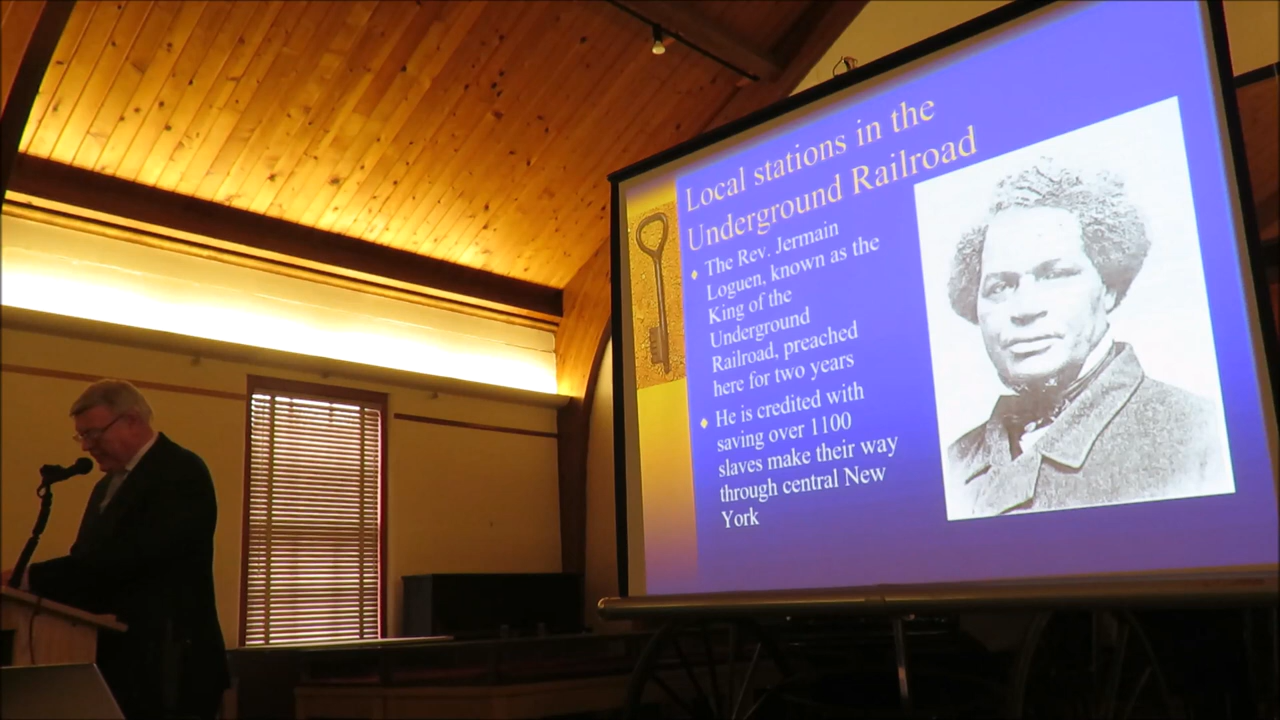 Local stations in the
Underground Railroad
The Rev. Jermain
Loguen, known as the
King of the
Underground
Railroad, preached
here for two years
He is credited with
saving over 1100
slaves make their way
through central New
York